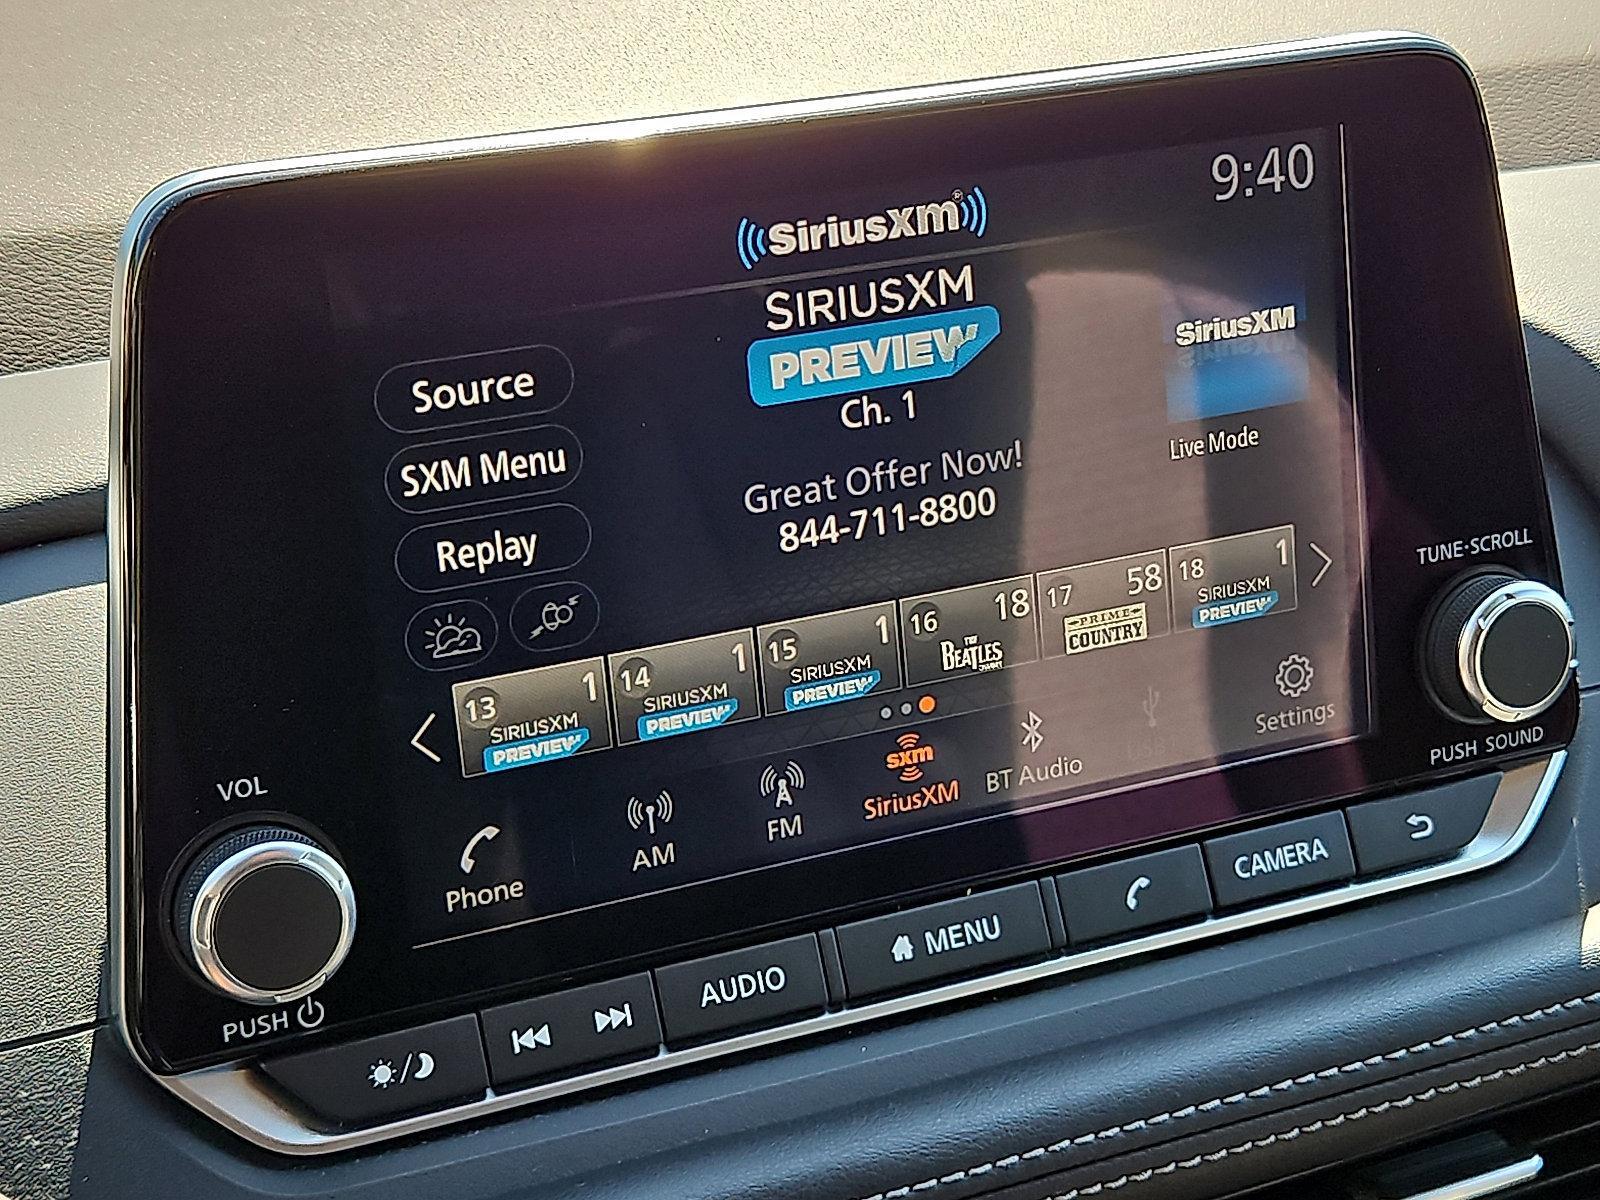 9:40
SiriusXM®
SIRIUSXM
PREVIEW
Ch. 1
SiriusXM
Live Mode
Source
SXM Menu
Replay
Great Offer Now!
844-711-8800
13 1 SIRIUSXM PREVIEW
14 1 SIRIUSXM PREVIEW
15 1 SIRIUSXM PREVIEW
16 18 THE BEATLES
17 58 PRIME COUNTRY
18 1 SIRIUSXM PREVIEW
Phone
AM
FM
sxm
SiriusXM
BT Audio
Settings
VOL
PUSH
TUNE·SCROLL
PUSH SOUND
AUDIO
MENU
CAMERA